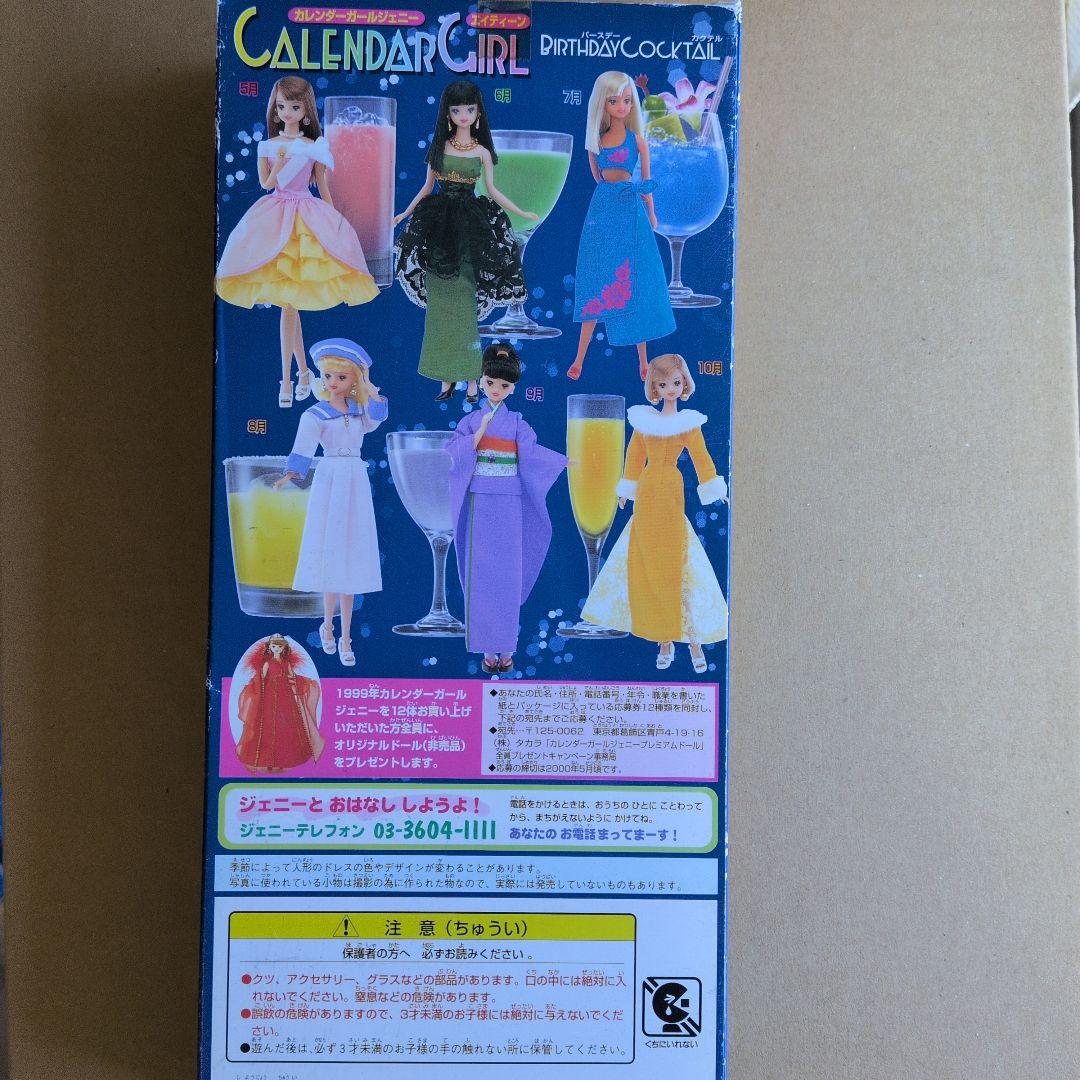 カレンダーガールジェニー エイティーン
CALENDAR GIRL
バースデー カクテル
BIRTHDAY COCKTAIL
5月
6月
7月
8月
9月
10月
1999年カレンダーガール
ジェニーを12体お買い上げ
いただいた方全員に、
オリジナルドール(非売品)
をプレゼントします。
◆あなたの氏名・住所・電話番号・年令・職業を書いた
紙とパッケージに入っている応募券12種類を同封し、
下記の宛先までご応募ください。
◆宛先…〒125-0062 東京都葛飾区青戸4-19-16
(株)タカラ「カレンダーガールジェニープレミアムドール」
全員プレゼントキャンペーン事務局
◆応募の締切は2000年5月頃です。
ジェニーと おはなし しようよ!
ジェニーテレフォン 03-3604-1111
電話をかけるときは、おうちの ひとに ことわって
から、まちがえないように かけてね。
あなたの お電話 まってまーす!
季節によって人形のドレスの色やデザインが変わることがあります。
写真に使われている小物は撮影の為に作られた物なので、実際には発売していないものもあります。
注 意(ちゅうい)
保護者の方へ 必ずお読みください。
●クツ、アクセサリー、グラスなどの部品があります。口の中には絶対に入
れないでください。窒息などの危険があります。
●誤飲の危険がありますので、3才未満のお子様には絶対に与えないでくだ
さい。
●遊んだ後は、必ず3才未満のお子様の手の触れない所に保管してください。
くちにいれない